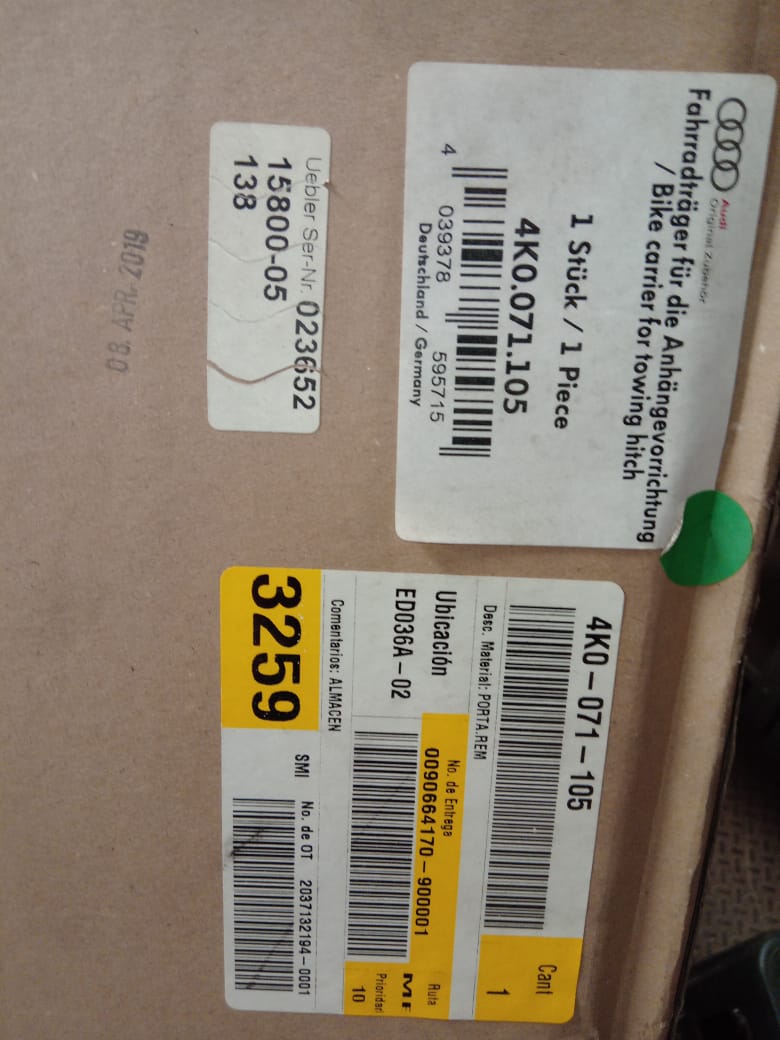 Audi
Original Zubehör
Fahrradträger für die Anhängevorrichtung
/ Bike carrier for towing hitch
1 Stück / 1 Piece
4K0.071.105
4 039378 595715
Deutschland / Germany
Uebler Ser-Nr. 023652
15800-05
138
08. APR. 2019
4K0-071-105
Cant
1
Desc. Material: PORTA.REM
Ubicación
ED036A-02
No. de Entrega
0090664170-900001
Ruta
Prioridad
10
Comentarios: ALMACEN
3259
SMI
No. de OT 2037132194-0001